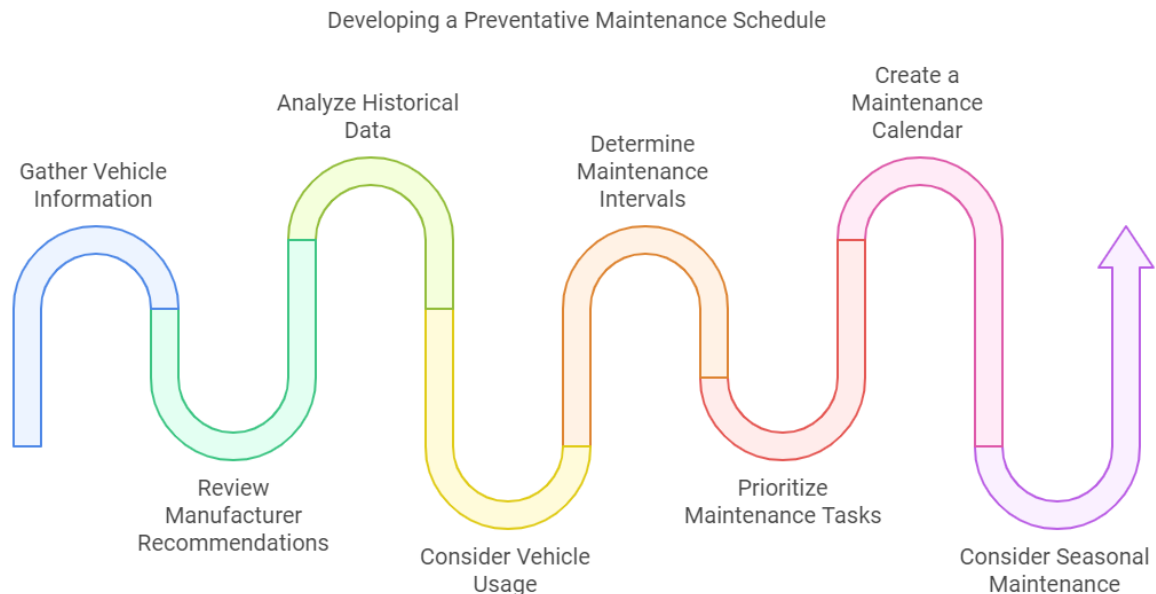 Developing a Preventative Maintenance Schedule
Gather Vehicle
Information
Review
Manufacturer
Recommendations
Analyze Historical
Data
Consider Vehicle
Usage
Determine
Maintenance
Intervals
Prioritize
Maintenance Tasks
Create a
Maintenance
Calendar
Consider Seasonal
Maintenance